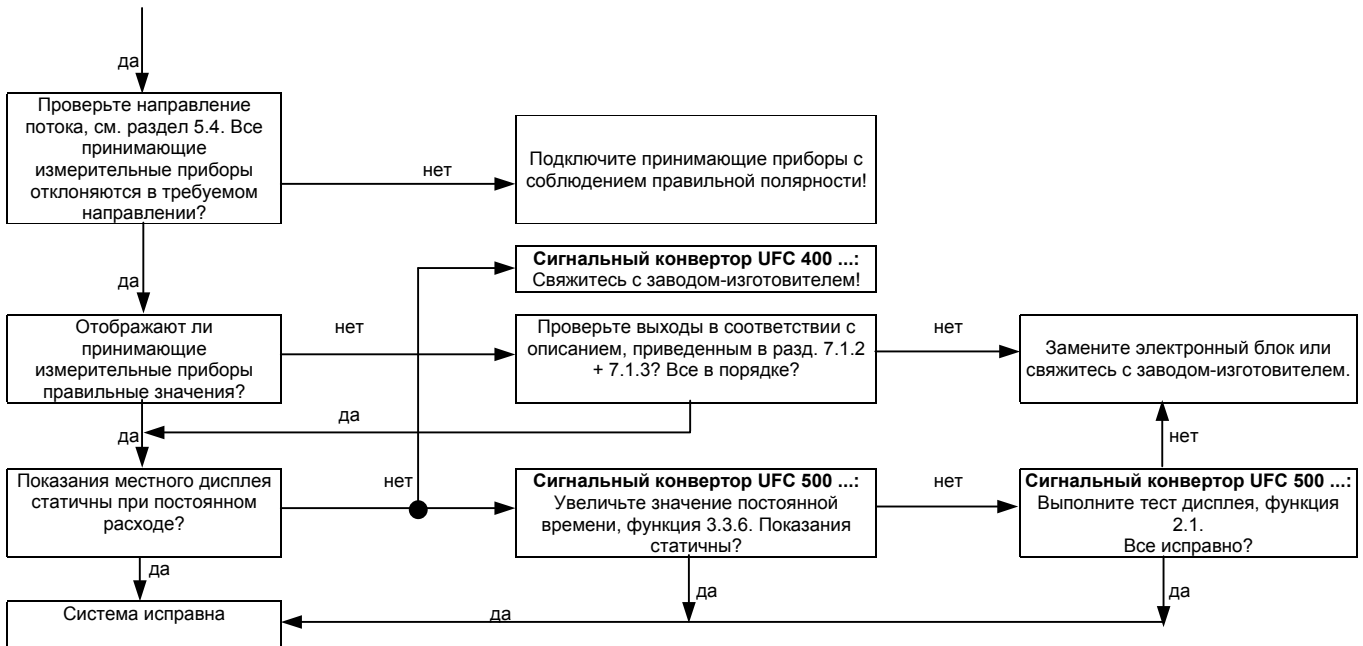 да
Проверьте направление
потока, см. раздел 5.4. Все
принимающие
измерительные приборы
отклоняются в требуемом
направлении?
нет
Подключите принимающие приборы с
соблюдением правильной полярности!
да
Сигнальный конвертор UFC 400 ...:
Свяжитесь с заводом-изготовителем!
Отображают ли
принимающие
измерительные приборы
правильные значения?
нет
Проверьте выходы в соответствии с
описанием, приведенным в разд. 7.1.2
+ 7.1.3? Все в порядке?
нет
Замените электронный блок или
свяжитесь с заводом-изготовителем.
да
да
нет
Показания местного дисплея
статичны при постоянном
расходе?
нет
Сигнальный конвертор UFC 500 ...:
Увеличьте значение постоянной
времени, функция 3.3.6. Показания
статичны?
нет
Сигнальный конвертор UFC 500 ...:
Выполните тест дисплея, функция
2.1.
Все исправно?
да
да
да
Система исправна
да